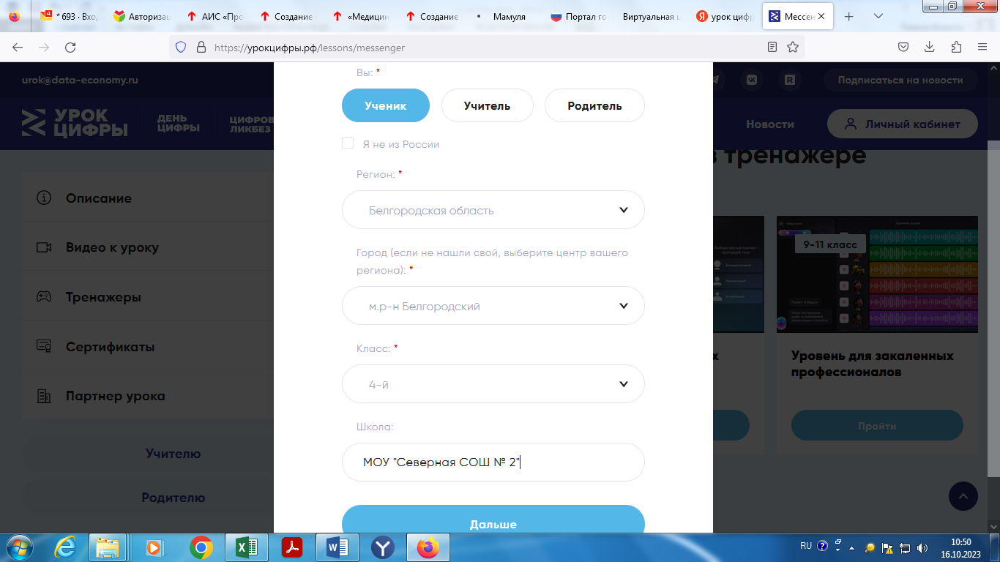 * 693 · Вхо
Авториза
АИС «Про
Создание
«Медицин
Создание
Мамуля
Портал го
Виртуальная
урок циф
Мессен
https://урокцифры.рф/lessons/messenger
urok@data-economy.ru
Подписаться на новости
УРОК ЦИФРЫ
ДЕНЬ ЦИФРЫ
ЦИФРОВ
ЛИКБЕЗ
Новости
Личный кабинет
в тренажере
Описание
Видео к уроку
Тренажеры
Сертификаты
Партнер урока
Учителю
Родителю
Вы: *
Ученик
Учитель
Родитель
Я не из России
Регион: *
Белгородская область
Город (если не нашли свой, выберите центр вашего
региона): *
м.р-н Белгородский
Класс: *
4-й
Школа:
МОУ "Северная СОШ № 2"
Дальше
9-11 класс
Уровень для закаленных
профессионалов
Пройти
RU
10:50
16.10.2023